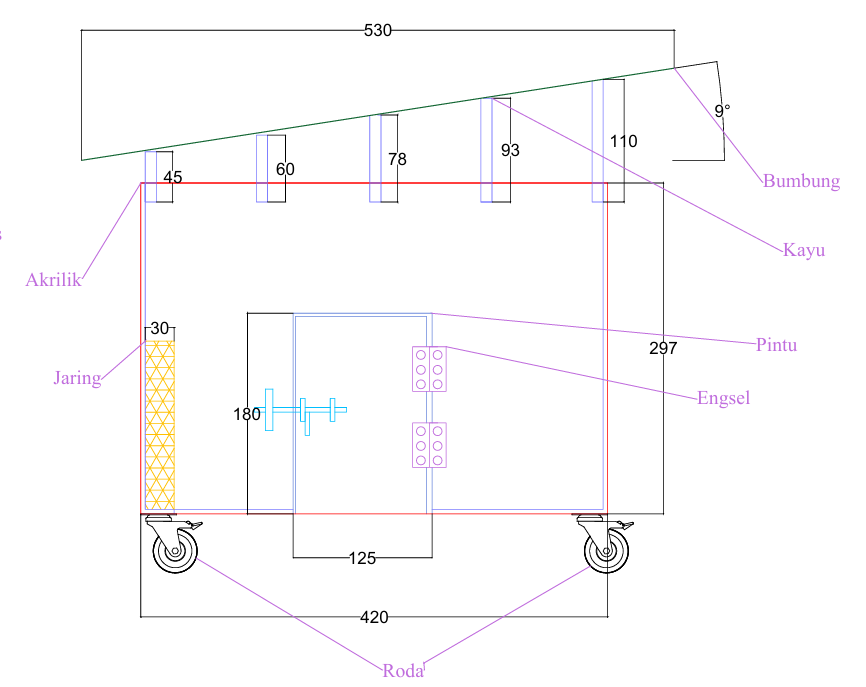 530
9°
110
93
78
60
45
Bumbung
Kayu
Akrilik
30
Pintu
297
Jaring
Engsel
180
125
420
Roda